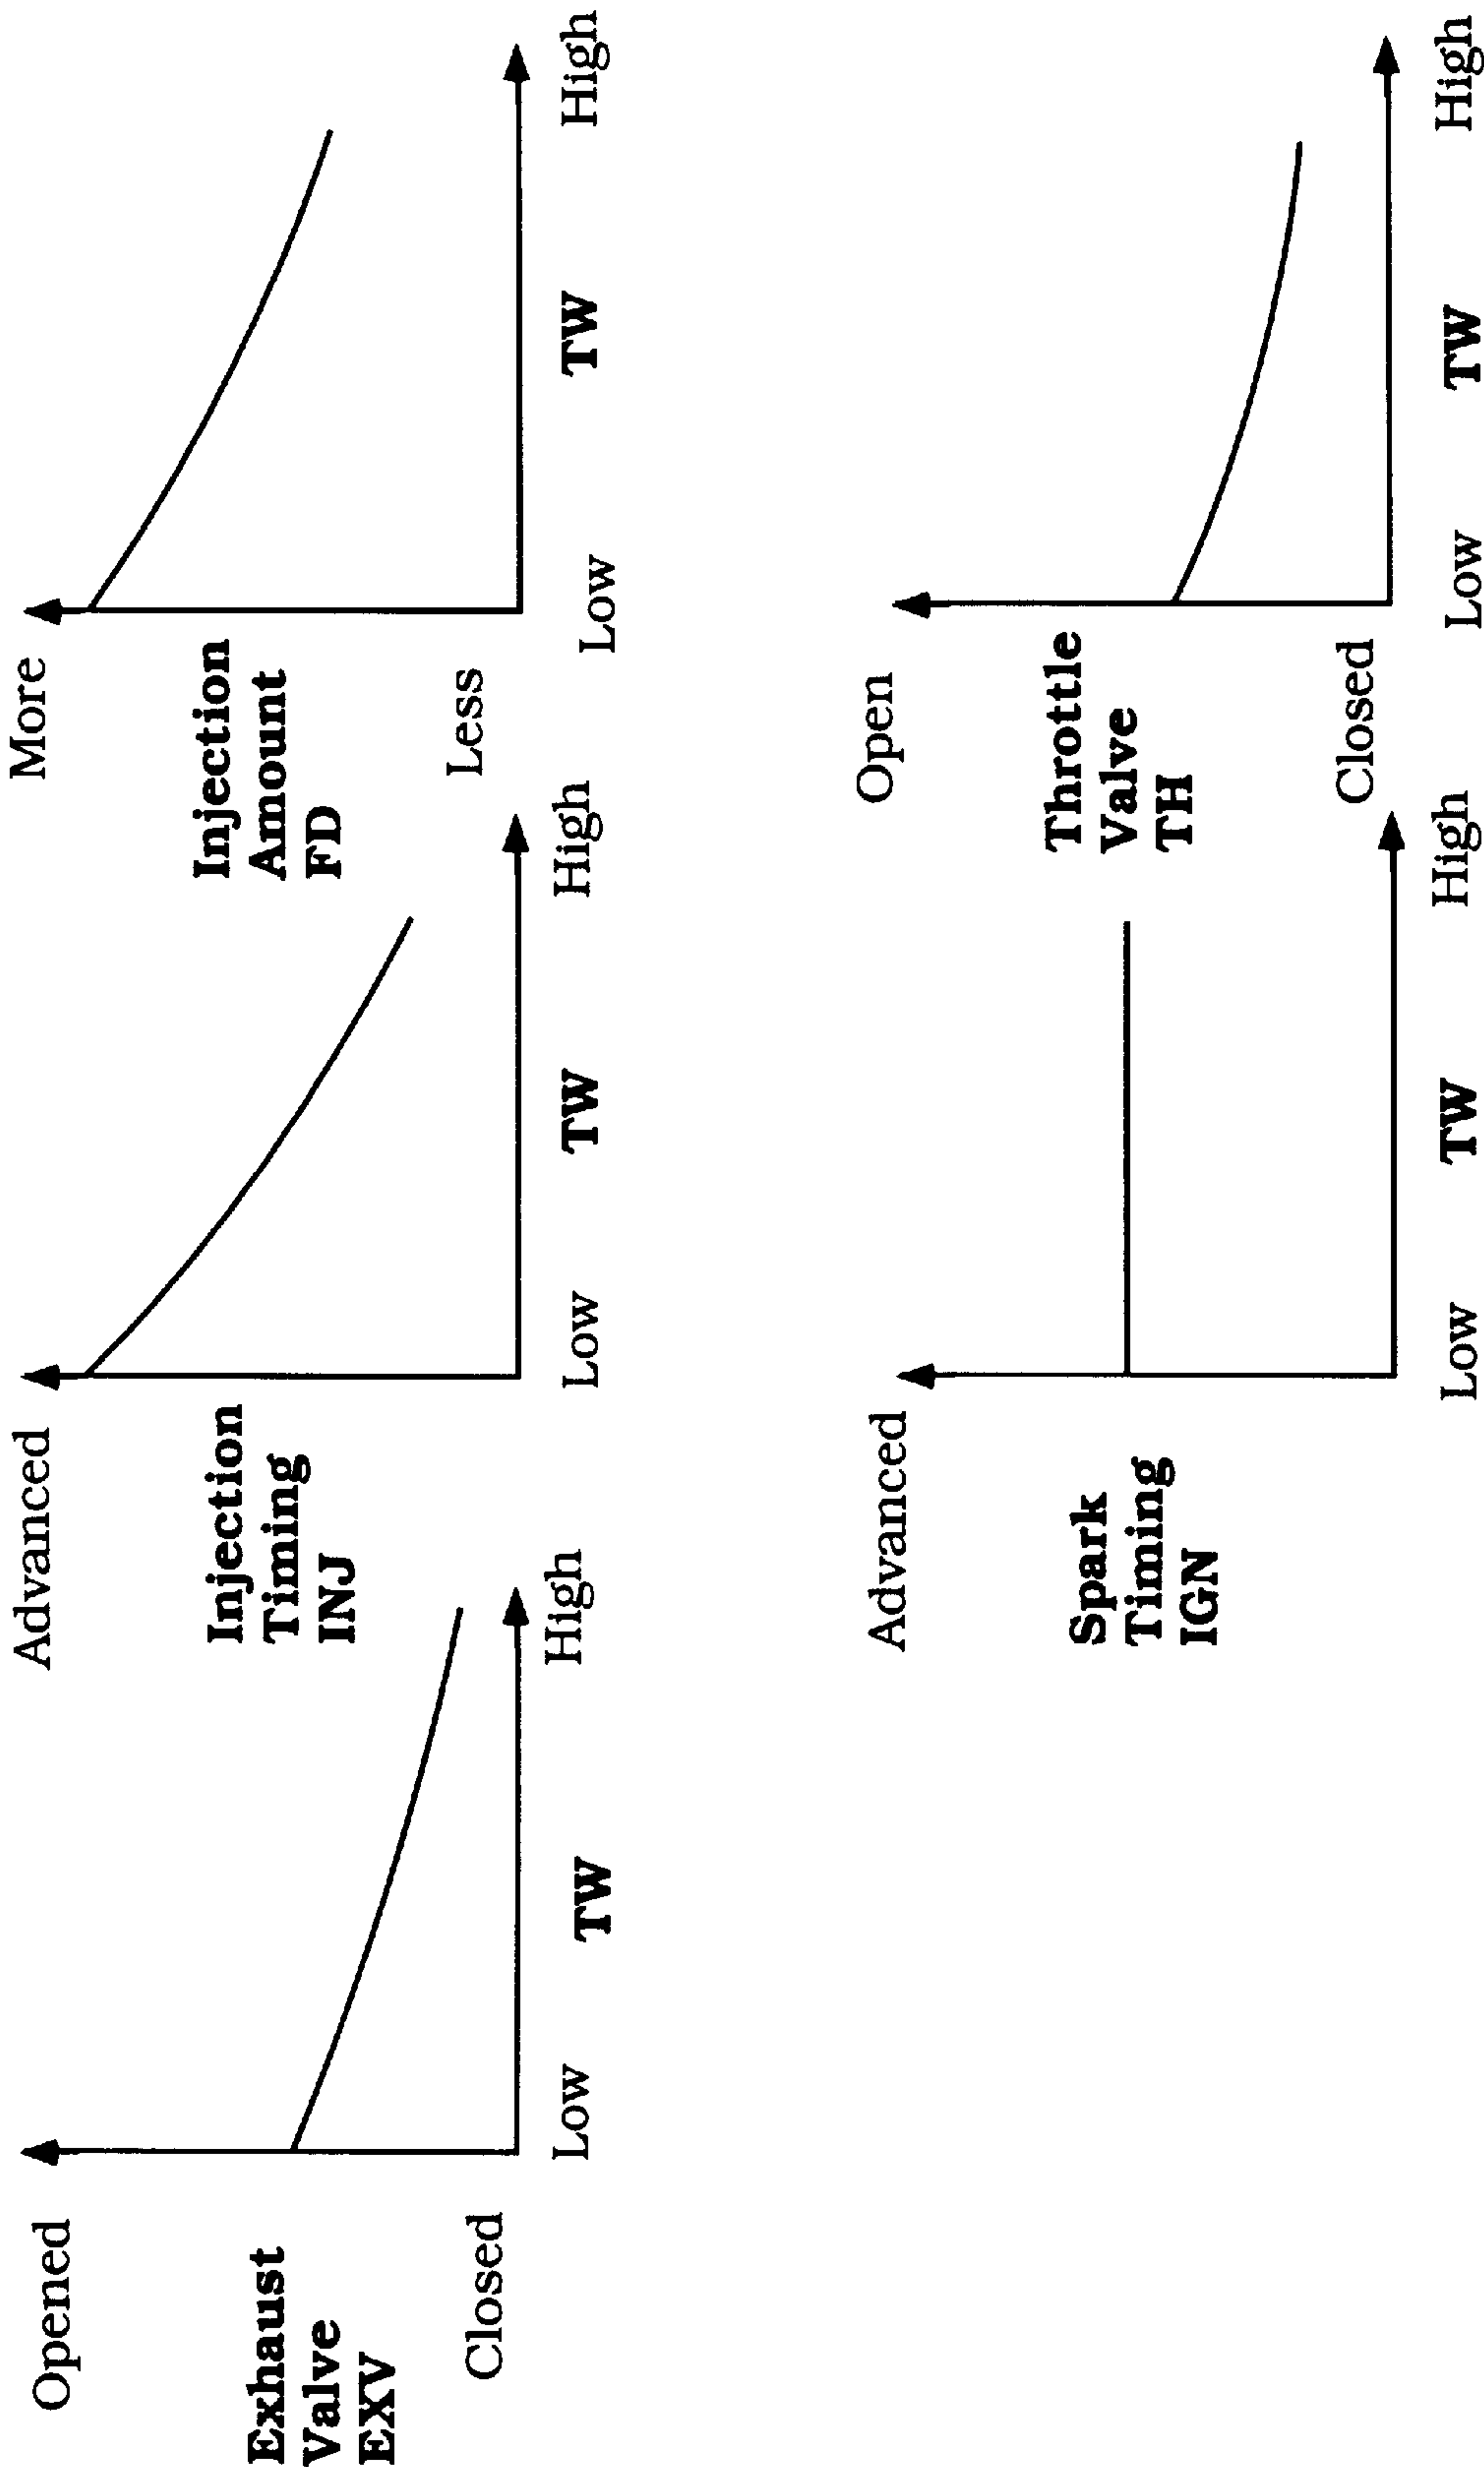 Opened
Exhaust
Valve
EXV
Closed
Low
TW
High
Advanced
Injection
Timing
INJ
Low
TW
High
More
Injection
Amount
FD
Less
Low
TW
High
Advanced
Spark
Timing
IGN
Low
TW
High
Open
Throttle
Valve
TH
Closed
Low
TW
High